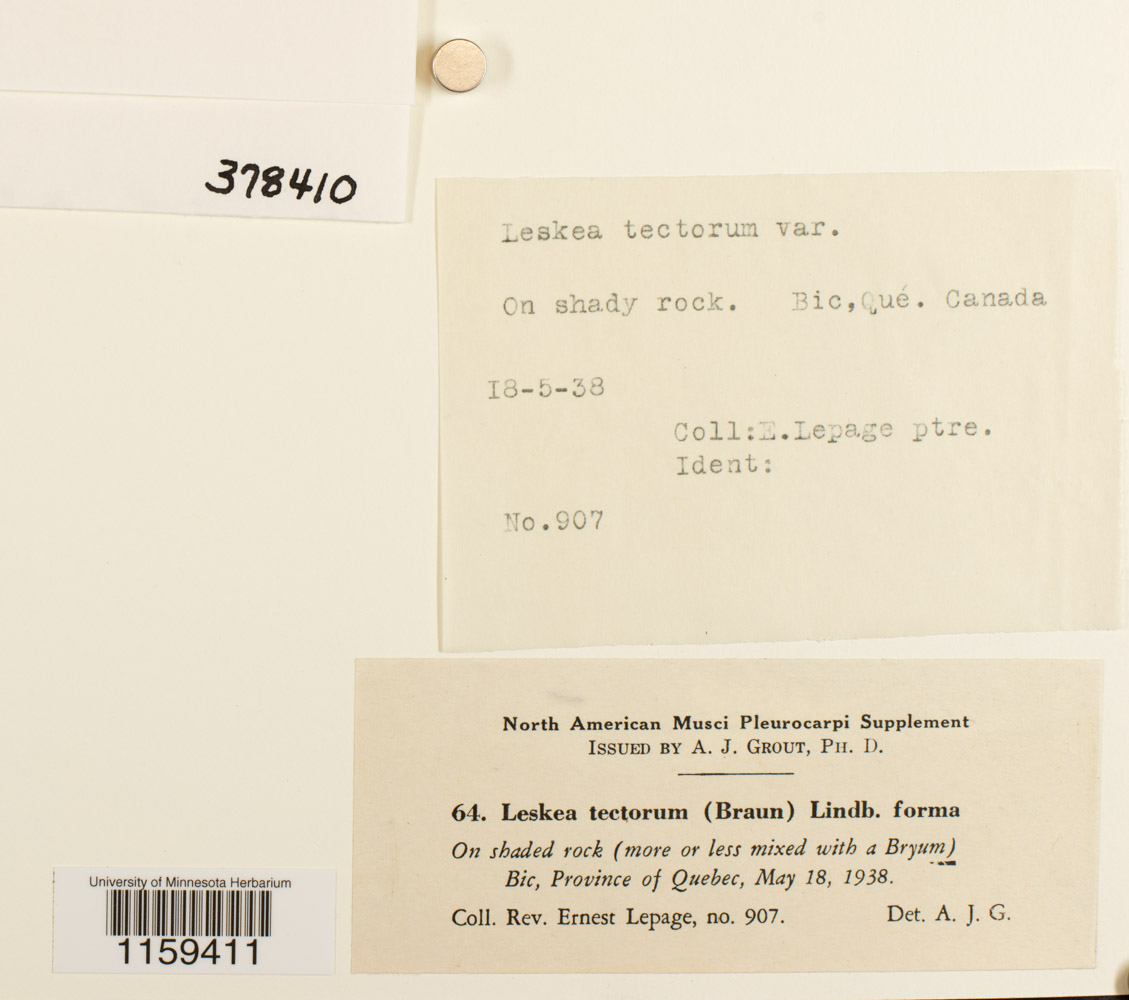 378410
Leskea tectorum var.
On shady rock. Bic,Qué. Canada
I8-5-38
Coll:E.Lepage ptre.
Ident:
No.907
North American Musci Pleurocarpi Supplement
ISSUED BY A. J. GROUT, PH. D.
64. Leskea tectorum (Braun) Lindb. forma
On shaded rock (more or less mixed with a Bryum)
Bic, Province of Quebec, May 18, 1938.
Coll. Rev. Ernest Lepage, no. 907. Det. A. J. G.
University of Minnesota Herbarium
1159411